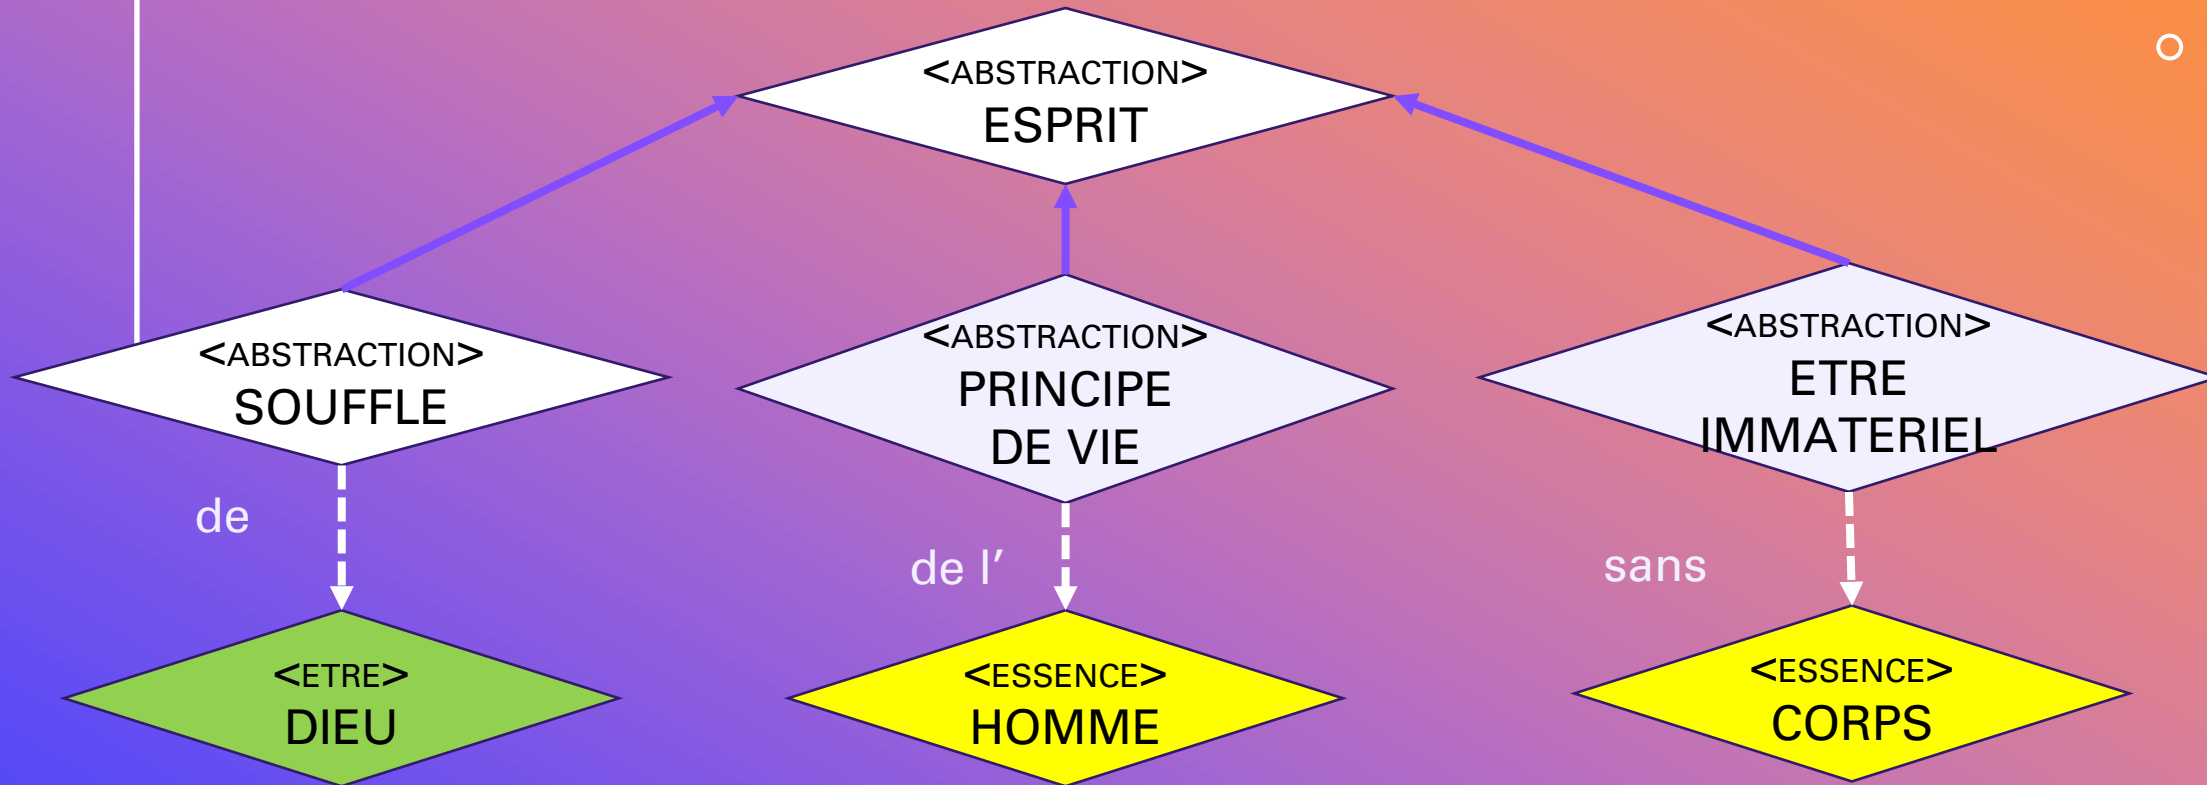 <ABSTRACTION>
ESPRIT
<ABSTRACTION>
SOUFFLE
<ABSTRACTION>
PRINCIPE
DE VIE
<ABSTRACTION>
ETRE
IMMATERIEL
de
de l’
sans
<ETRE>
DIEU
<ESSENCE>
HOMME
<ESSENCE>
CORPS